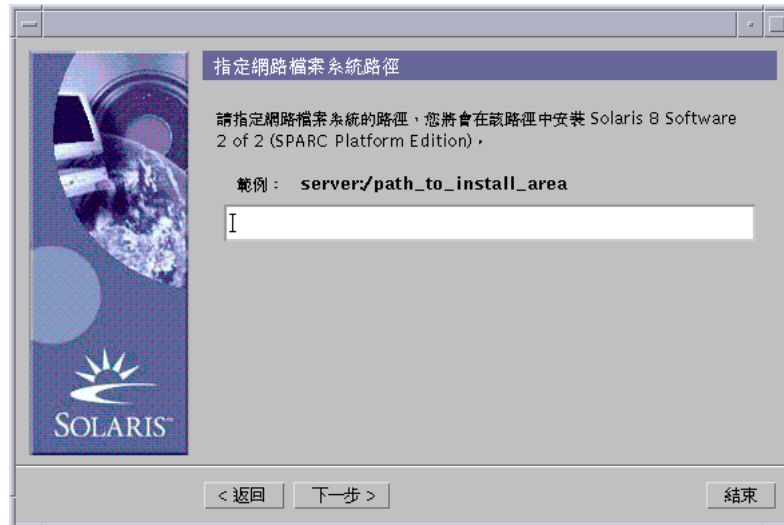 指定網路檔案系統路徑
請指定網路檔案系統的路徑，您將會在該路徑中安裝 Solaris 8 Software
2 of 2 (SPARC Platform Edition)，
範例： server:/path_to_install_area
SOLARIS™
< 返回
下一步 >
結束